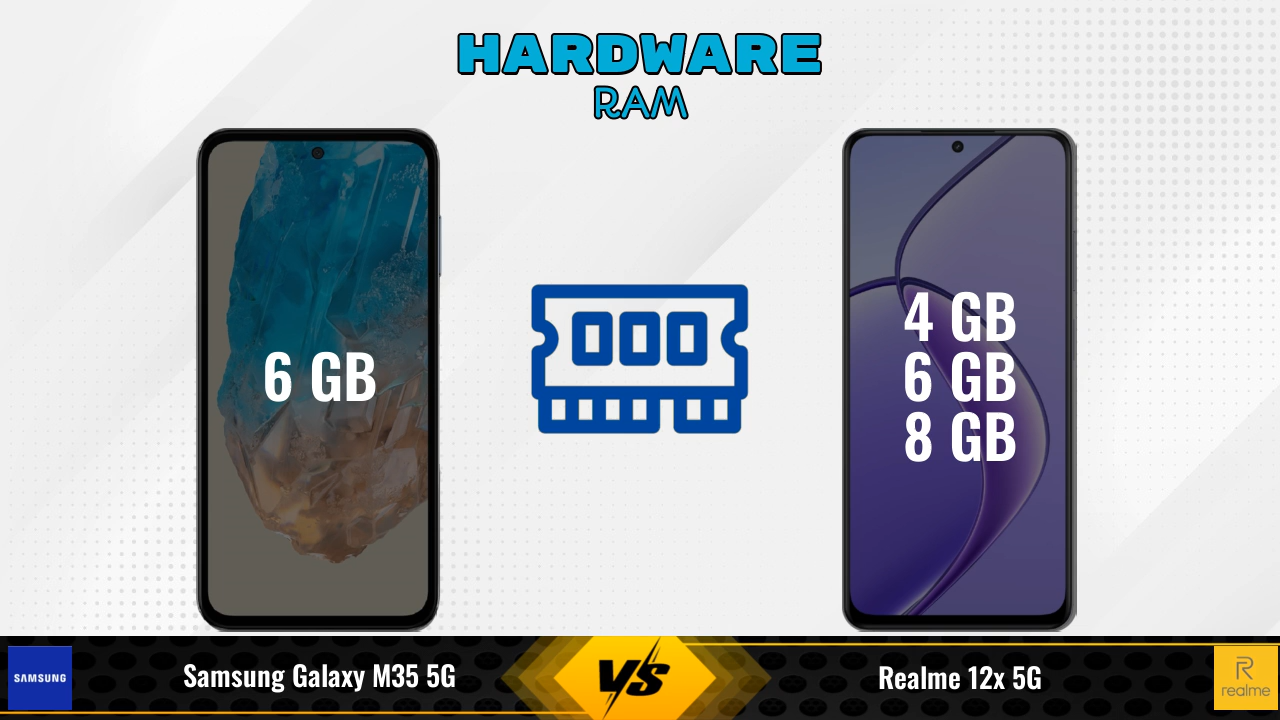 HARDWARE
RAM
6 GB
4 GB
6 GB
8 GB
SAMSUNG
Samsung Galaxy M35 5G
VS
Realme 12x 5G
R
realme